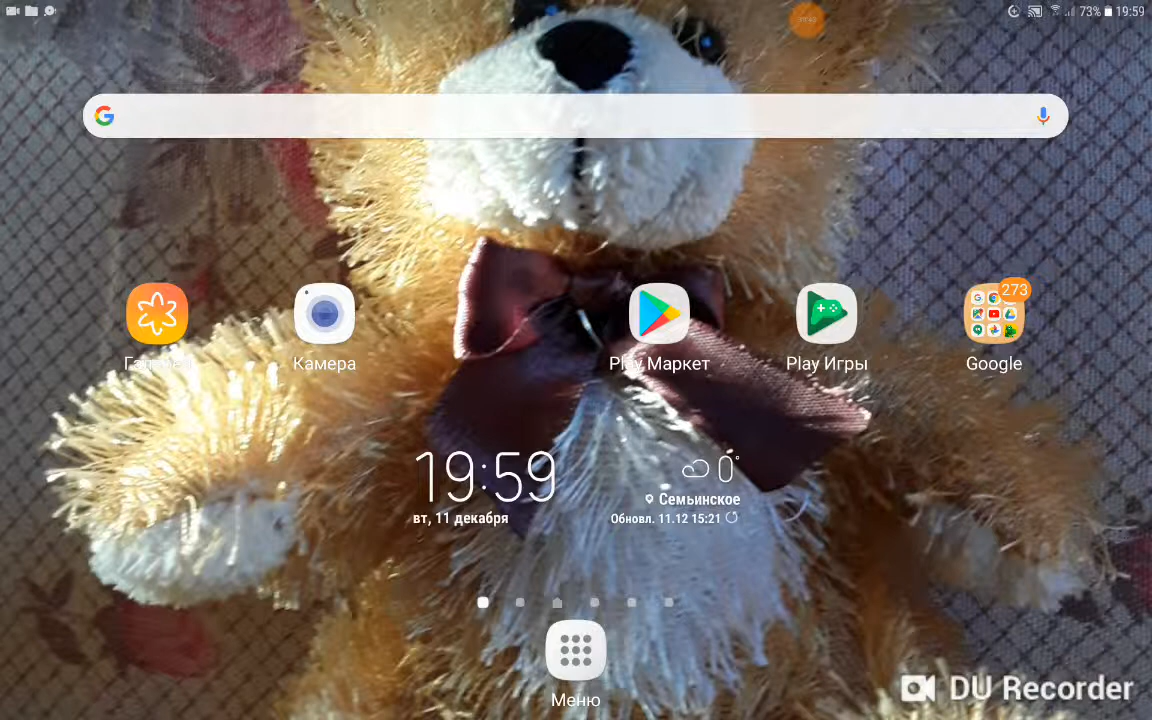 73% 19:59
273
Галерея
Камера
Play Маркет
Play Игры
Google
19:59
0°
вт, 11 декабря
Семьинское
Обновл. 11.12 15:21
Меню
DU Recorder